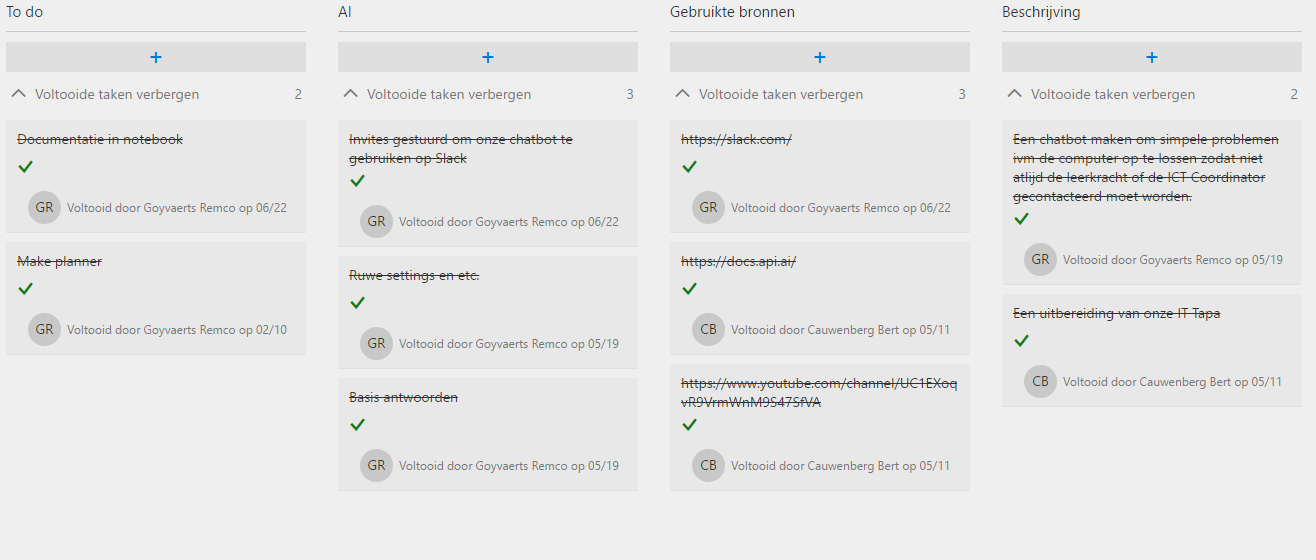 To do
+
Voltooide taken verbergen 2
Documentatie in notebook
GR Voltooid door Goyvaerts Remco op 06/22
Make planner
GR Voltooid door Goyvaerts Remco op 02/10
AI
+
Voltooide taken verbergen 3
Invites gestuurd om onze chatbot te
gebruiken op Slack
GR Voltooid door Goyvaerts Remco op 06/22
Ruwe settings en etc.
GR Voltooid door Goyvaerts Remco op 05/19
Basis antwoorden
GR Voltooid door Goyvaerts Remco op 05/19
Gebruikte bronnen
+
Voltooide taken verbergen 3
https://slack.com/
GR Voltooid door Goyvaerts Remco op 06/22
https://docs.api.ai/
CB Voltooid door Cauwenberg Bert op 05/11
https://www.youtube.com/channel/UC1EXoq
vR9VrmWnM9S47SfVA
CB Voltooid door Cauwenberg Bert op 05/11
Beschrijving
+
Voltooide taken verbergen 2
Een chatbot maken om simpele problemen
ivm de computer op te lossen zodat niet
atlijd de leerkracht of de ICT Coordinator
gecontacteerd moet worden.
GR Voltooid door Goyvaerts Remco op 05/19
Een uitbereiding van onze IT Tapa
CB Voltooid door Cauwenberg Bert op 05/11